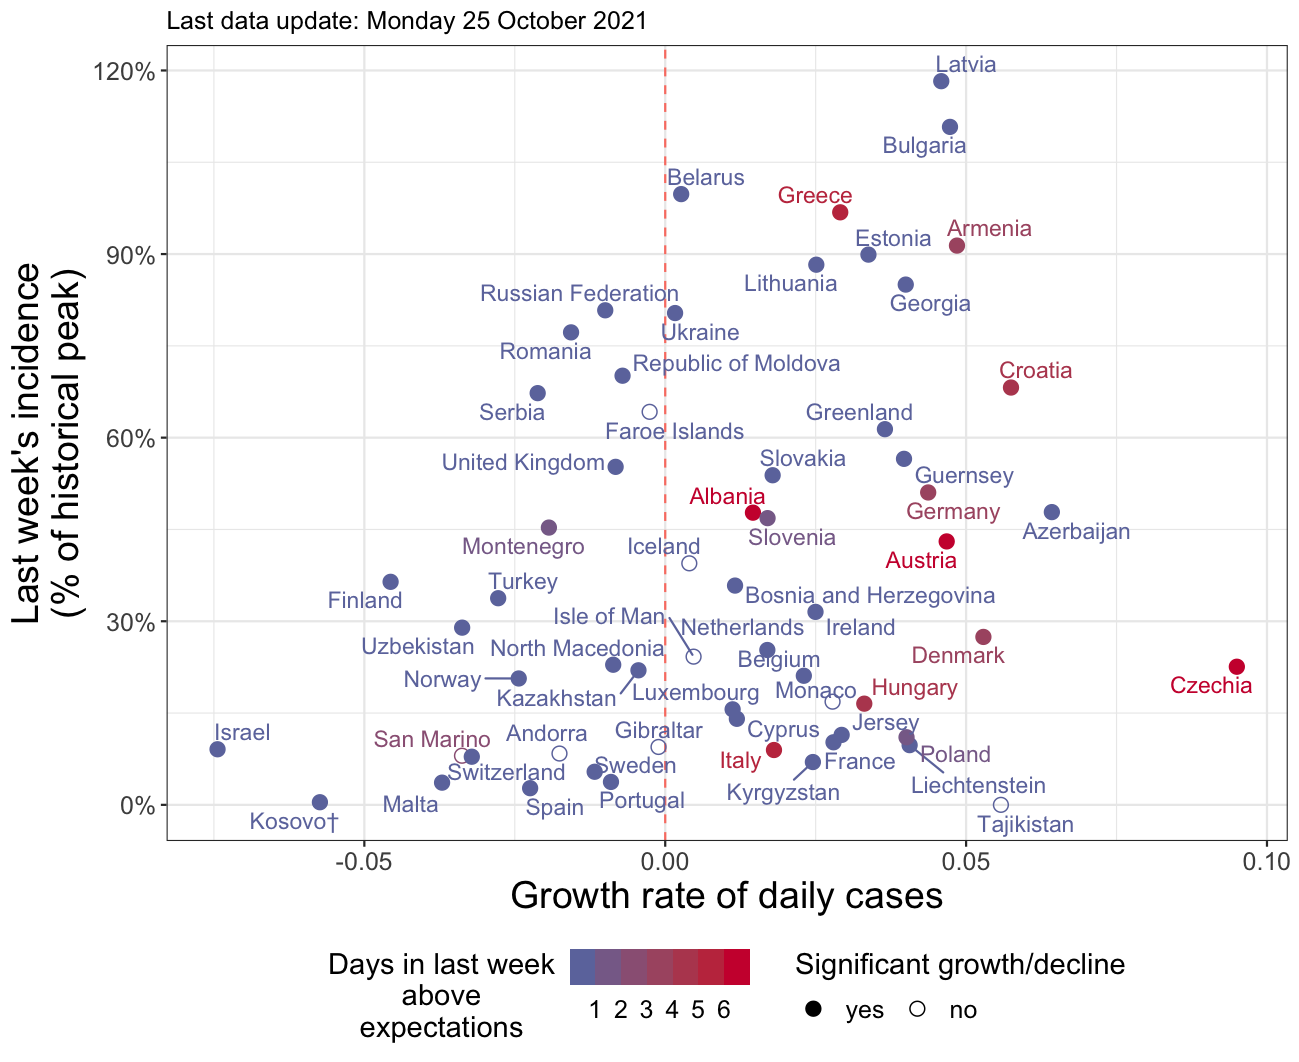 Last data update: Monday 25 October 2021
Last week's incidence
(% of historical peak)
120%
90%
60%
30%
0%
Latvia
Bulgaria
Belarus
Greece
Armenia
Estonia
Lithuania
Georgia
Russian Federation
Ukraine
Romania
Republic of Moldova
Croatia
Serbia
Greenland
Faroe Islands
United Kingdom
Slovakia
Guernsey
Albania
Germany
Slovenia
Azerbaijan
Montenegro
Iceland
Austria
Turkey
Finland
Bosnia and Herzegovina
Isle of Man
Netherlands
Ireland
Uzbekistan
North Macedonia
Belgium
Denmark
Norway
Kazakhstan
Luxembourg
Monaco
Hungary
Czechia
Israel
San Marino
Andorra
Gibraltar
Cyprus
Jersey
Italy
France
Poland
Switzerland
Sweden
Liechtenstein
Kyrgyzstan
Malta
Spain
Portugal
Kosovo†
Tajikistan
-0.05
0.00
0.05
0.10
Growth rate of daily cases
Days in last week
above
expectations
1 2 3 4 5 6
Significant growth/decline
yes
no